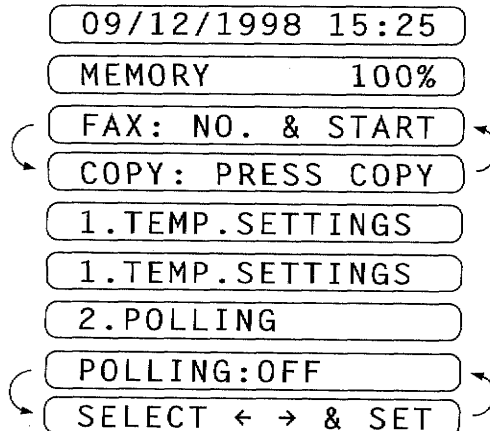 09/12/1998 15:25
MEMORY 100%
FAX: NO. & START
COPY: PRESS COPY
1.TEMP.SETTINGS
1.TEMP.SETTINGS
2.POLLING
POLLING:OFF
SELECT ← → & SET